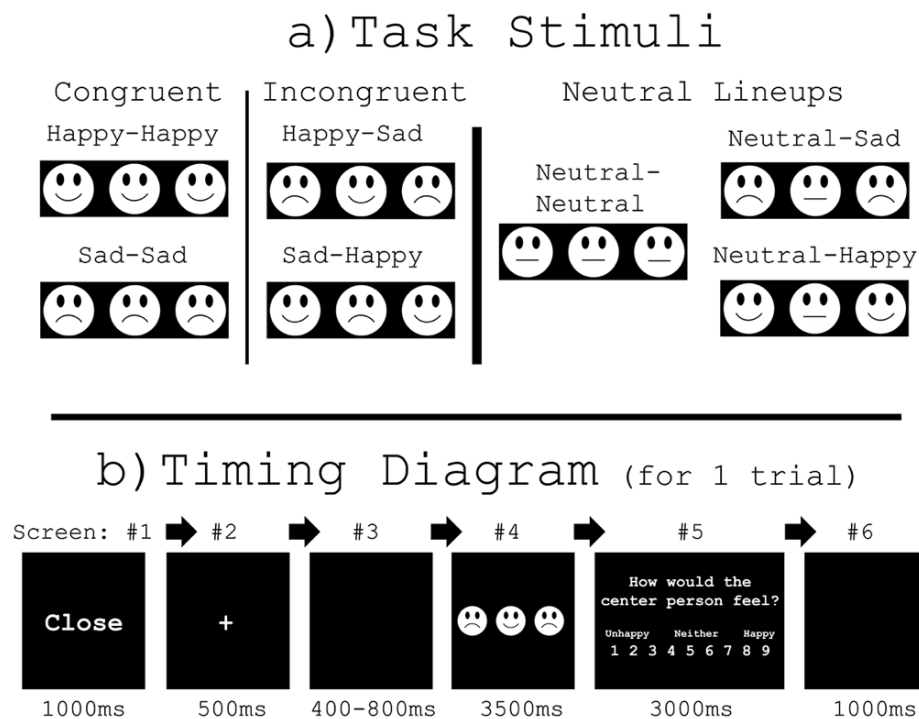 a) Task Stimuli
Congruent
Happy-Happy
Sad-Sad
Incongruent
Happy-Sad
Sad-Happy
Neutral Lineups
Neutral-
Neutral
Neutral-Sad
Neutral-Happy
b) Timing Diagram (for 1 trial)
Screen: #1 #2 #3 #4 #5 #6
Close
+
How would the
center person feel?
Unhappy Neither Happy
1 2 3 4 5 6 7 8 9
1000ms 500ms 400-800ms 3500ms 3000ms 1000ms